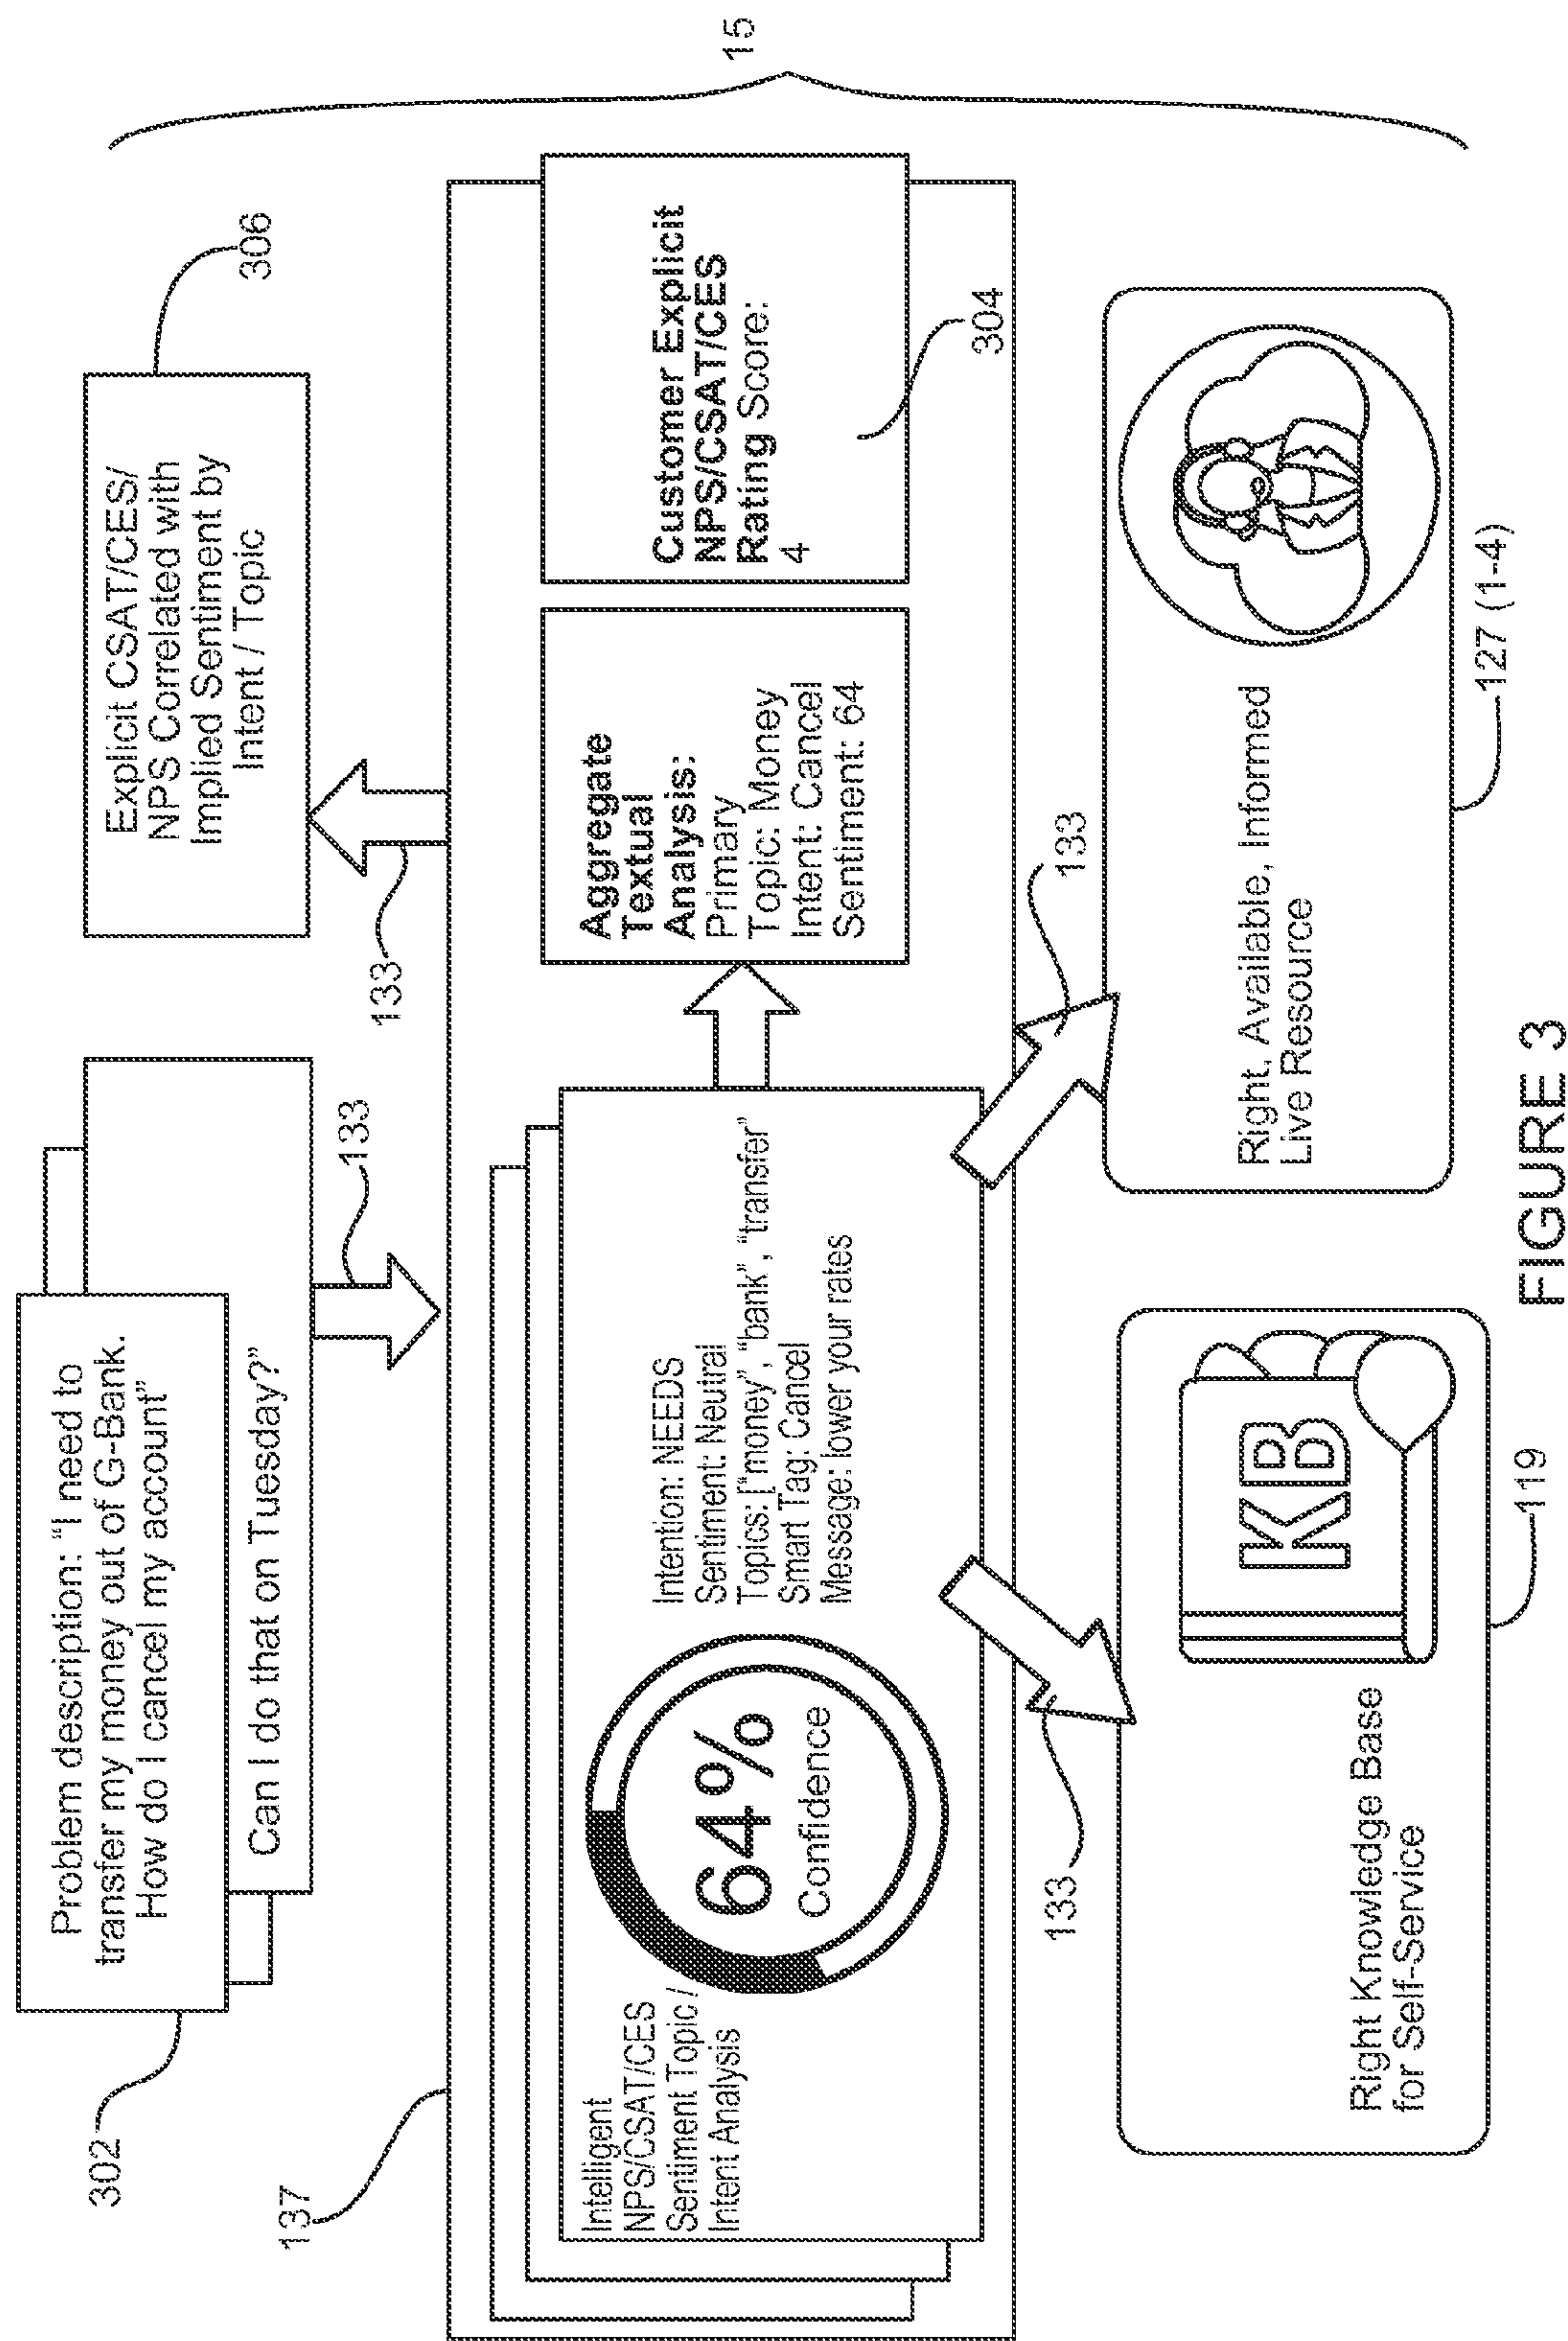 302
Problem description: "I need to
transfer my money out of G-Bank.
How do I cancel my account"
Can I do that on Tuesday?"
133
133
Explicit CSAT/CES/
NPS Correlated with
Implied Sentiment by
Intent / Topic
306
15
137
Intelligent
NPS/CSAT/CES
Sentiment Topic /
Intent Analysis
64%
Confidence
Intention: NEEDS
Sentiment: Neutral
Topics: ["money", "bank", "transfer"
Smart Tag: Cancel
Message: lower your rates
Aggregate
Textual
Analysis:
Primary
Topic: Money
Intent: Cancel
Sentiment: 64
Customer Explicit
NPS/CSAT/CES
Rating Score:
4
304
133
133
Right Knowledge Base
for Self-Service
KB
119
Right, Available, Informed
Live Resource
127 (1-4)
FIGURE 3